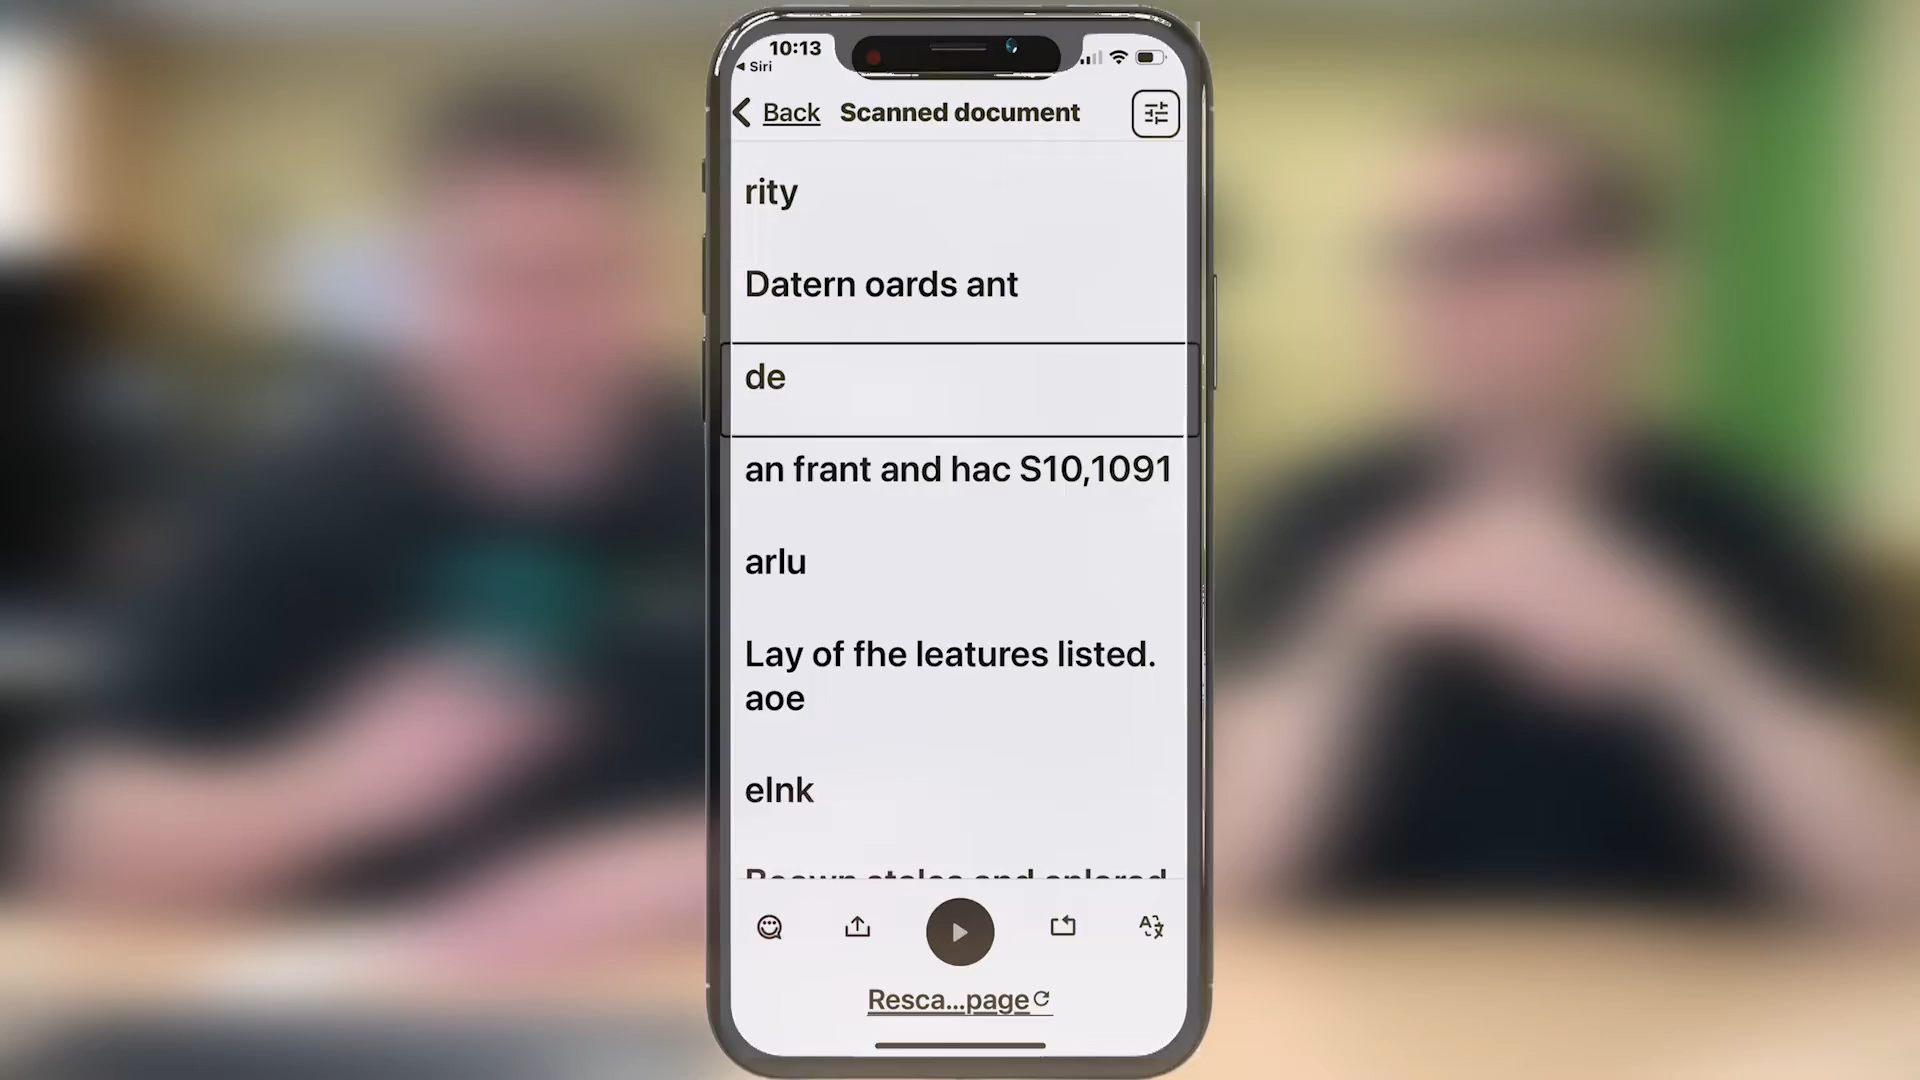 10:13
◀ Siri
Back Scanned document
rity
Datern oards ant
de
an frant and hac S10,1091
arlu
Lay of fhe leatures listed.
aoe
elnk
Resca...page